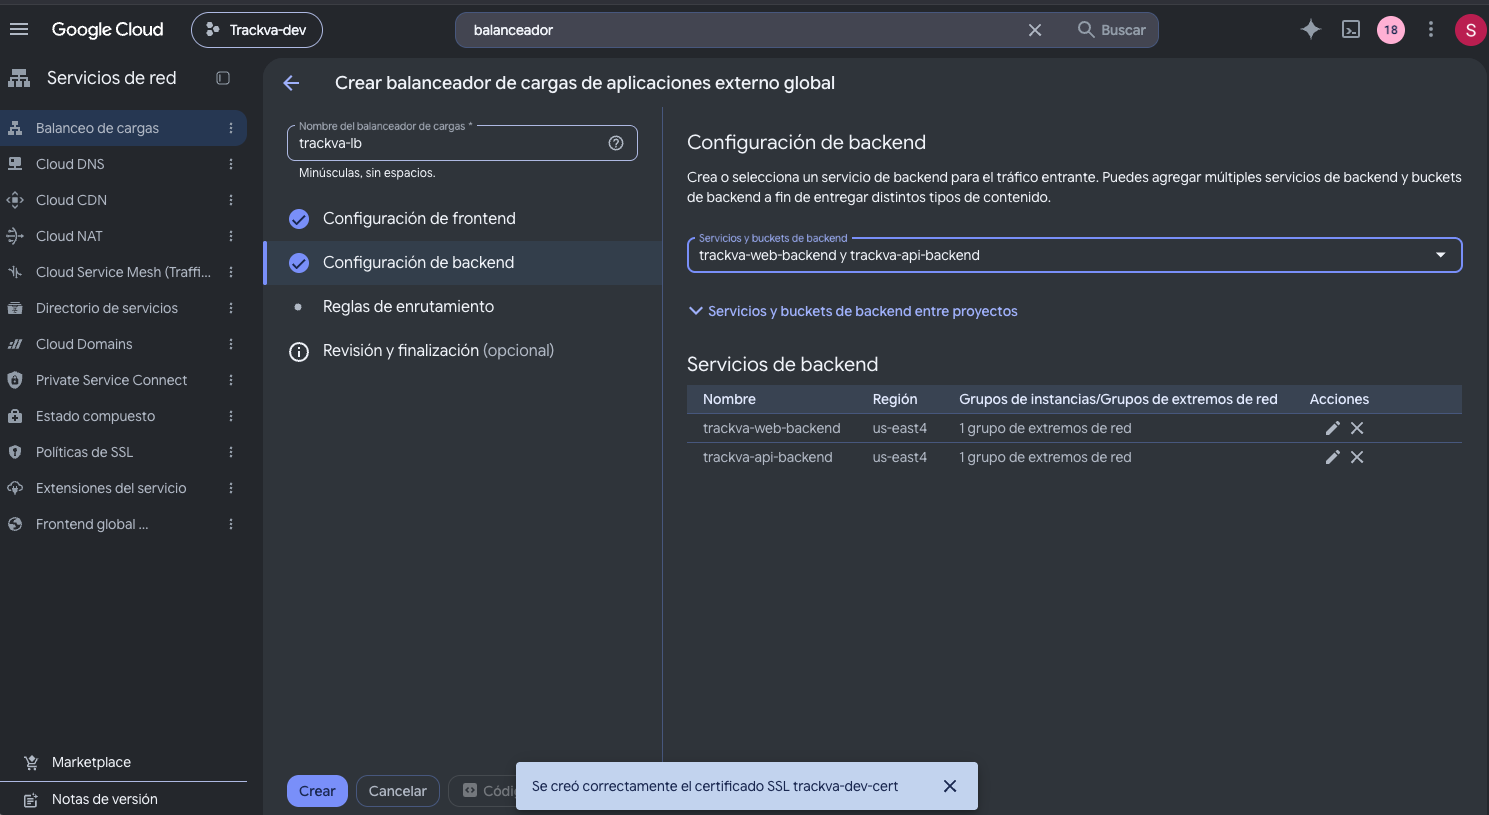 Google Cloud
Trackva-dev
balanceador
Buscar
18
S
Servicios de red
Balanceo de cargas
Cloud DNS
Cloud CDN
Cloud NAT
Cloud Service Mesh (Traffi...
Directorio de servicios
Cloud Domains
Private Service Connect
Estado compuesto
Políticas de SSL
Extensiones del servicio
Frontend global ...
Marketplace
Notas de versión
Crear balanceador de cargas de aplicaciones externo global
Nombre del balanceador de cargas *
trackva-lb
Minúsculas, sin espacios.
Configuración de frontend
Configuración de backend
Reglas de enrutamiento
Revisión y finalización (opcional)
Crear
Cancelar
Configuración de backend
Crea o selecciona un servicio de backend para el tráfico entrante. Puedes agregar múltiples servicios de backend y buckets
de backend a fin de entregar distintos tipos de contenido.
Servicios y buckets de backend
trackva-web-backend y trackva-api-backend
Servicios y buckets de backend entre proyectos
Servicios de backend
Nombre Región Grupos de instancias/Grupos de extremos de red Acciones
trackva-web-backend us-east4 1 grupo de extremos de red
trackva-api-backend us-east4 1 grupo de extremos de red
Se creó correctamente el certificado SSL trackva-dev-cert